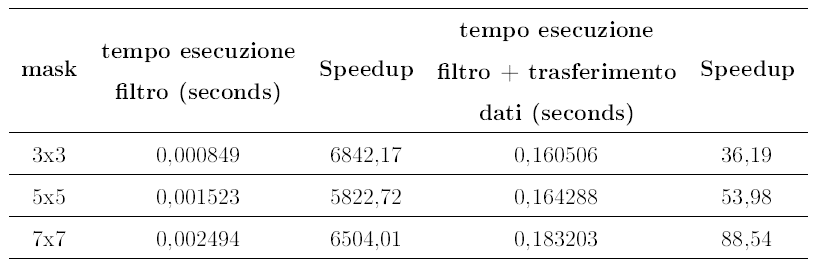 mask tempo esecuzione filtro (seconds) Speedup tempo esecuzione filtro + trasferimento dati (seconds) Speedup
3x3 0,000849 6842,17 0,160506 36,19
5x5 0,001523 5822,72 0,164288 53,98
7x7 0,002494 6504,01 0,183203 88,54